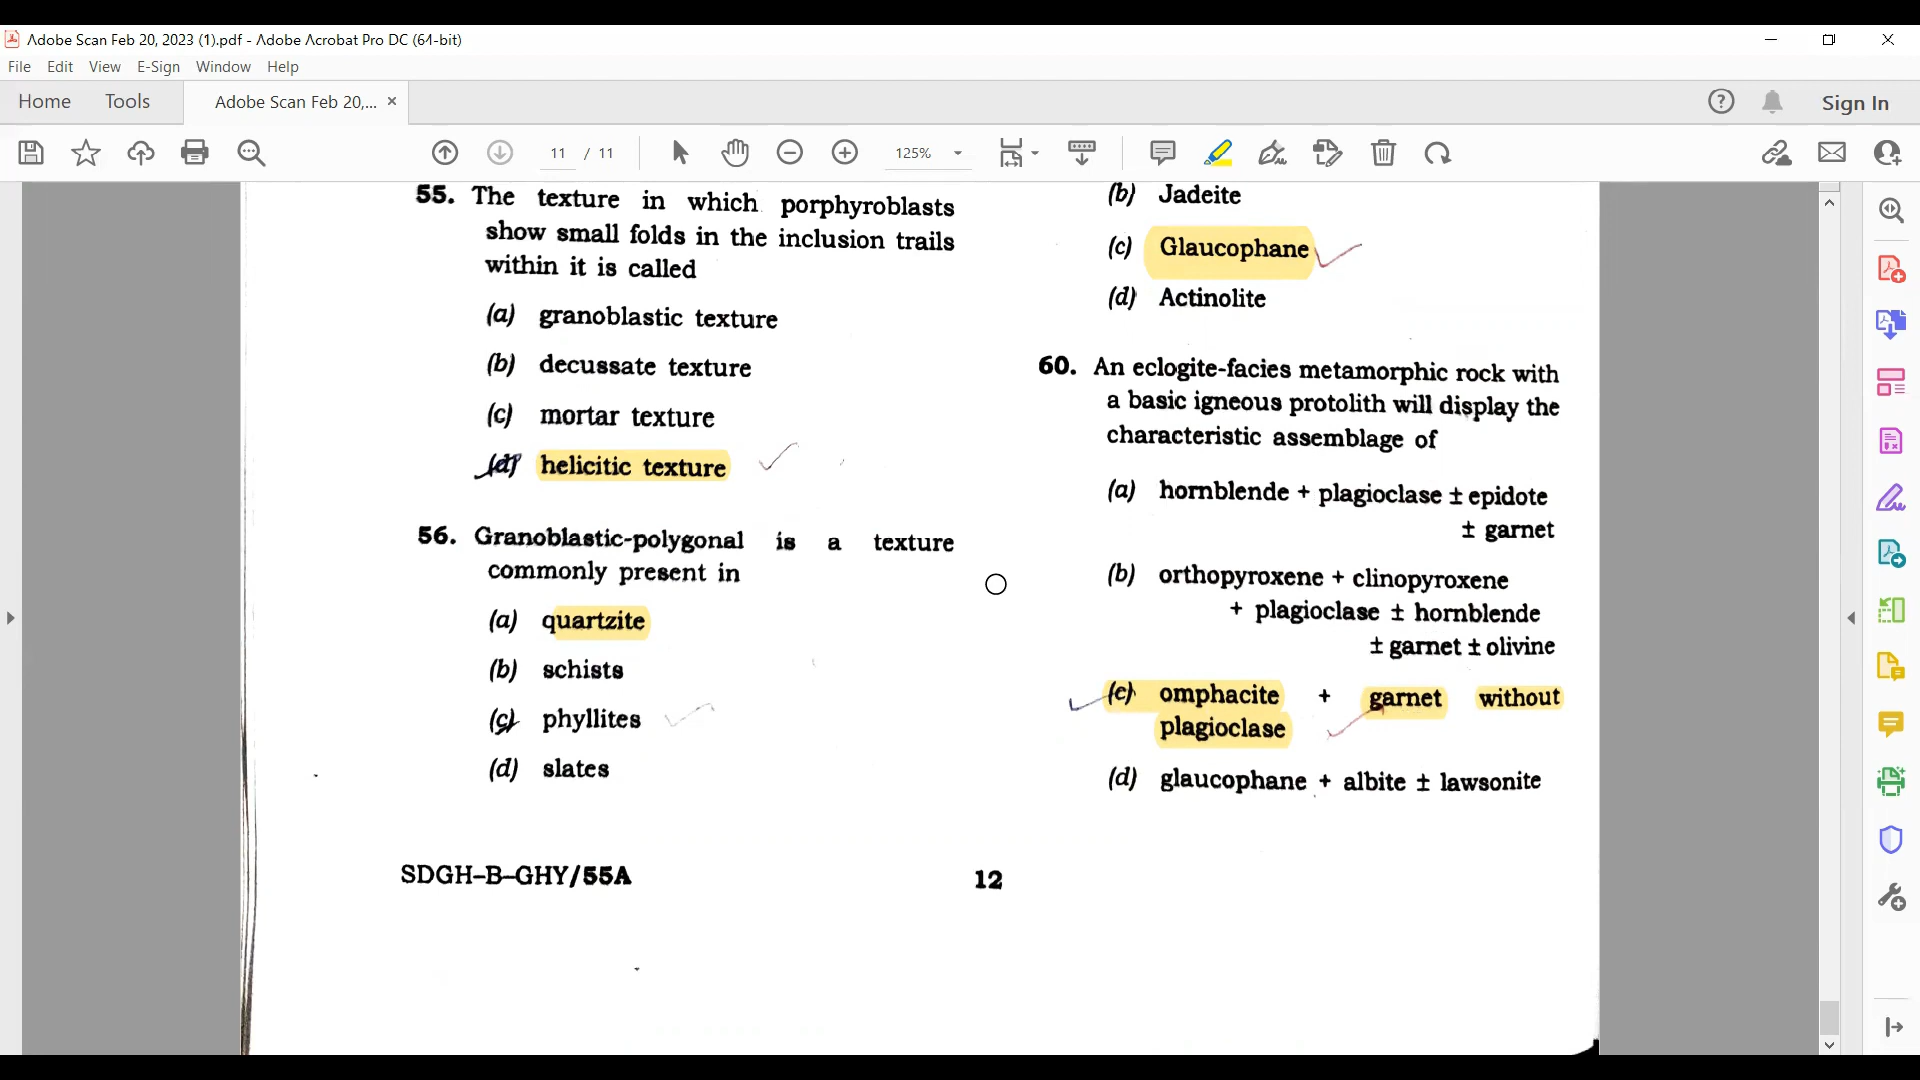 Adobe Scan Feb 20, 2023 (1).pdf - Adobe Acrobat Pro DC (64-bit)
File Edit View E-Sign Window Help
Home Tools Adobe Scan Feb 20,... × Sign In
11 / 11 125%
55. The texture in which porphyroblasts
show small folds in the inclusion trails
within it is called
(a) granoblastic texture
(b) decussate texture
(c) mortar texture
(d) helicitic texture
56. Granoblastic-polygonal is a texture
commonly present in
(a) quartzite
(b) schists
(c) phyllites
(d) slates
(b) Jadeite
(c) Glaucophane
(d) Actinolite
60. An eclogite-facies metamorphic rock with
a basic igneous protolith will display the
characteristic assemblage of
(a) hornblende + plagioclase ± epidote
± garnet
(b) orthopyroxene + clinopyroxene
+ plagioclase ± hornblende
± garnet ± olivine
(c) omphacite + garnet without
plagioclase
(d) glaucophane + albite ± lawsonite
SDGH-B-GHY/55A 12